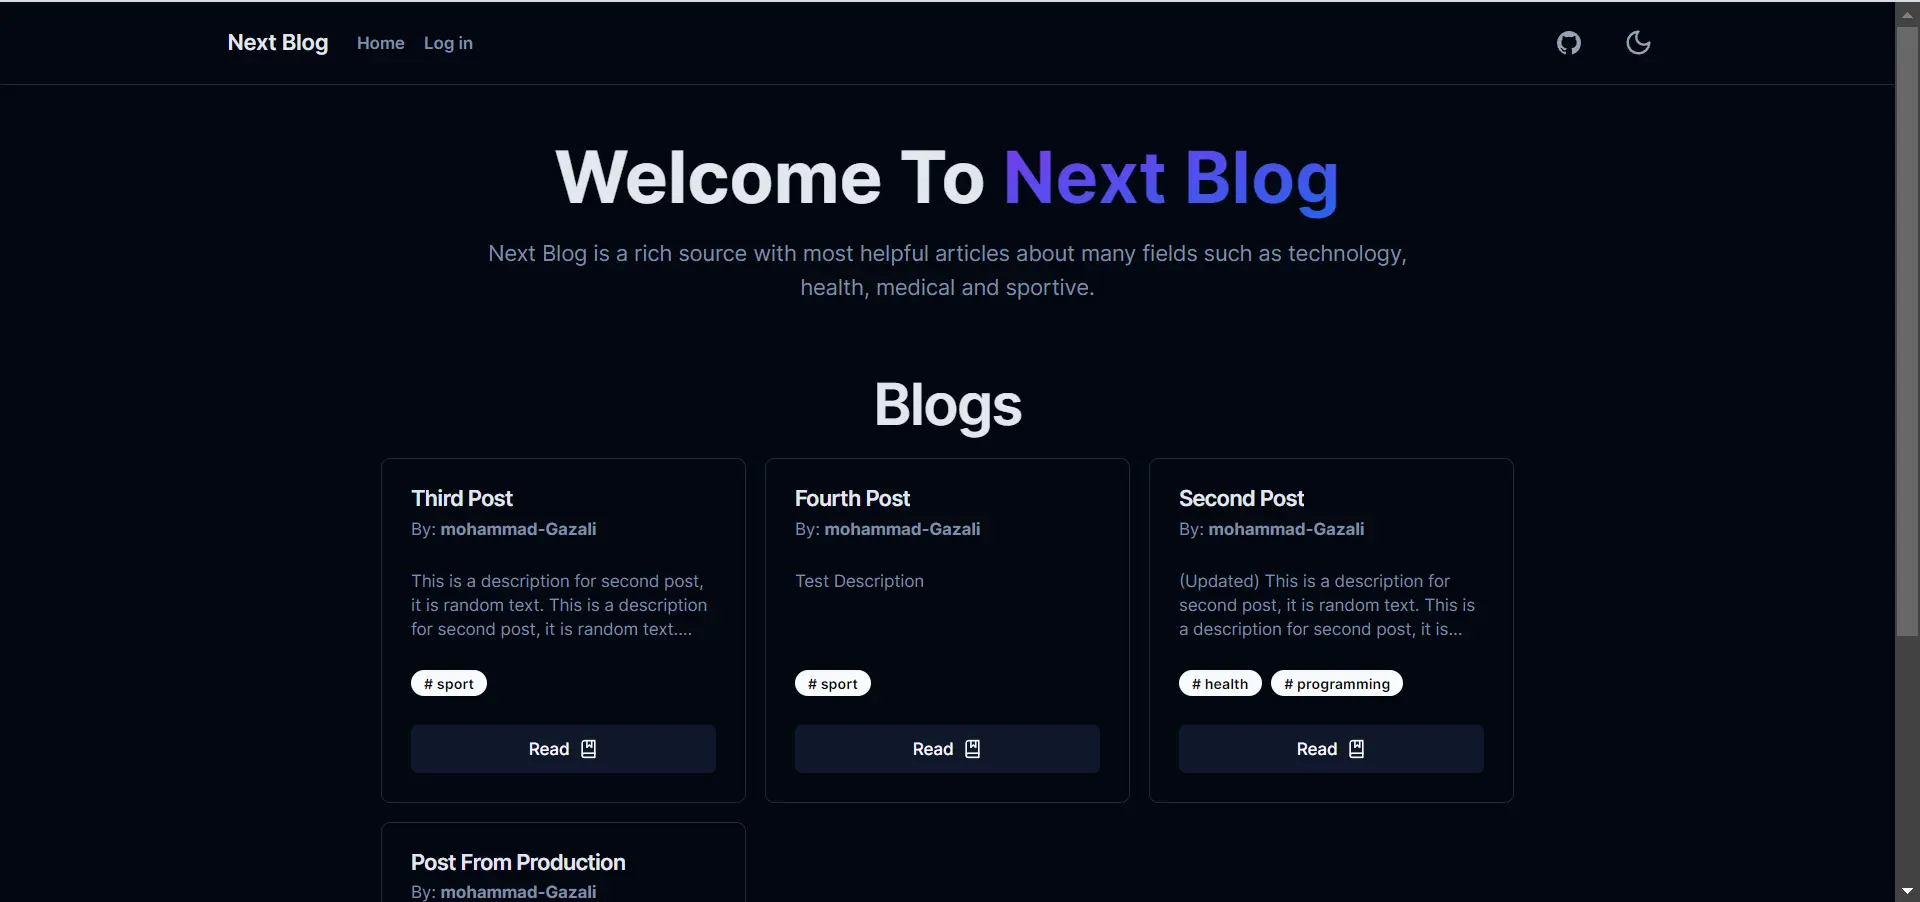 Next Blog
Home
Log in
Welcome To Next Blog
Next Blog is a rich source with most helpful articles about many fields such as technology,
health, medical and sportive.
Blogs
Third Post
By: mohammad-Gazali
This is a description for second post,
it is random text. This is a description
for second post, it is random text....
# sport
Read
Fourth Post
By: mohammad-Gazali
Test Description
# sport
Read
Second Post
By: mohammad-Gazali
(Updated) This is a description for
second post, it is random text. This is
a description for second post, it is...
# health
# programming
Read
Post From Production
By: mohammad-Gazali